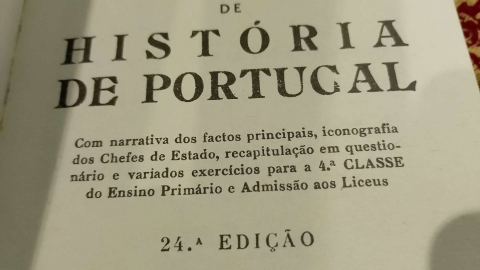 DE
HISTÓRIA
DE PORTUGAL
Com narrativa dos factos principais, iconografia
dos Chefes de Estado, recapitulação em questio-
nário e variados exercícios para a 4.ª CLASSE
do Ensino Primário e Admissão aos Liceus
24.ª EDIÇÃO